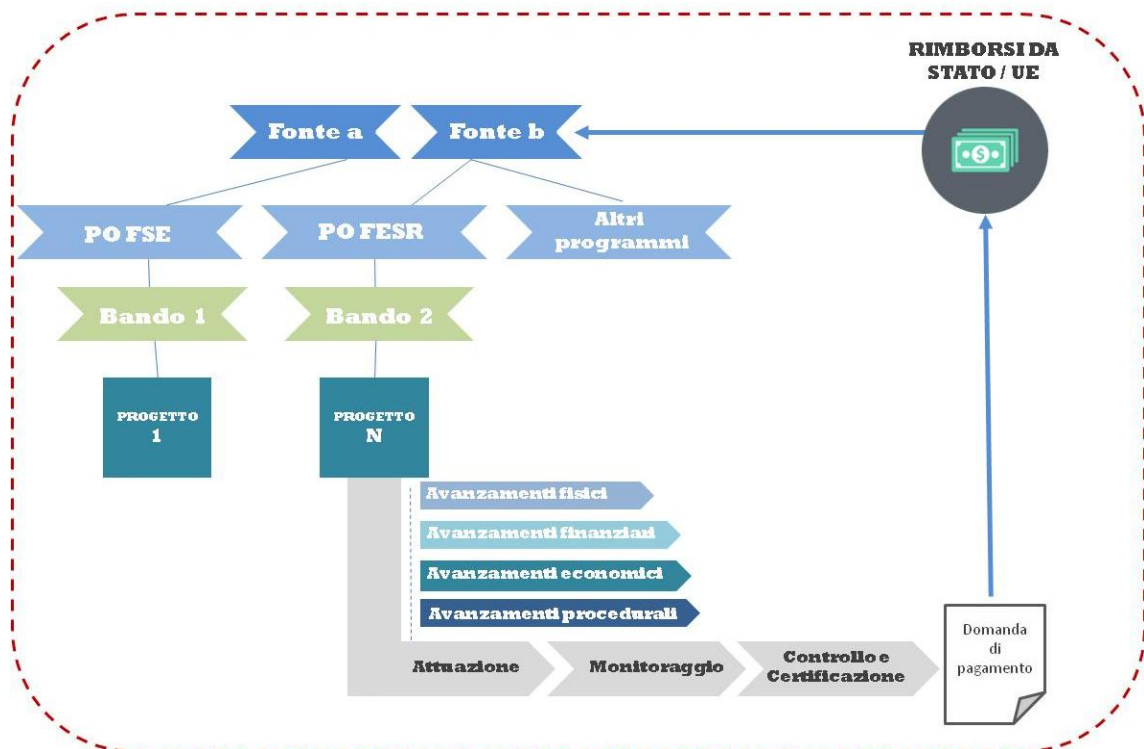 RIMBORSI DA
STATO / UE
Fonte a
Fonte b
PO FSE
PO FESR
Altri
programmi
Bando 1
Bando 2
PROGETTO
1
PROGETTO
N
Avanzamenti fisici
Avanzamenti finanziari
Avanzamenti economici
Avanzamenti procedurali
Attuazione
Monitoraggio
Controllo e
Certificazione
Domanda
di
pagamento